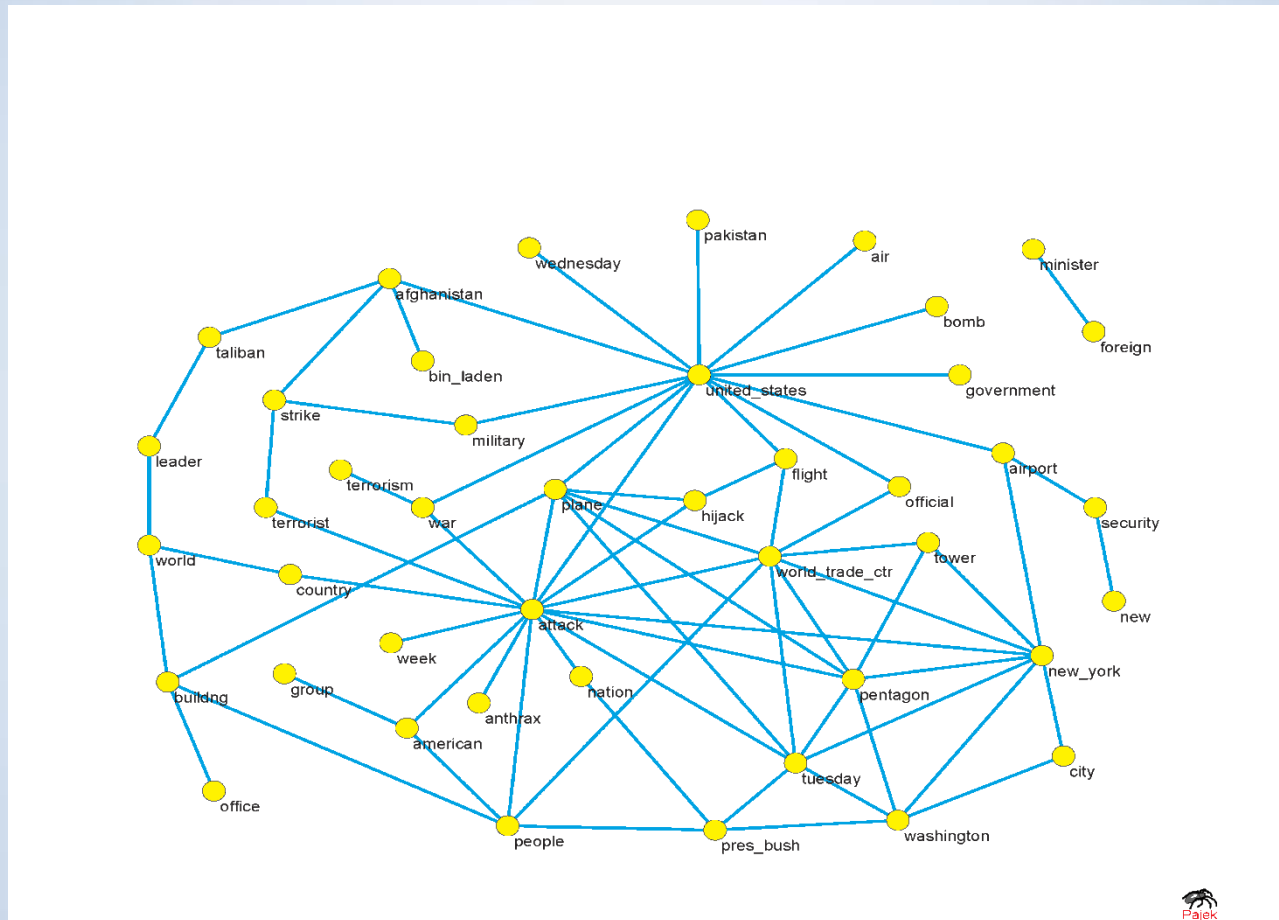 pakistan
wednesday
air
minister
afghanistan
bomb
foreign
taliban
bin_laden
united_states
government
strike
military
leader
flight
airport
terrorism
official
plane
hijack
terrorist
war
security
tower
world
world_trade_ctr
country
attack
new
week
new_york
nation
group
buildng
pentagon
anthrax
american
city
tuesday
office
washington
people
pres_bush
Pajek